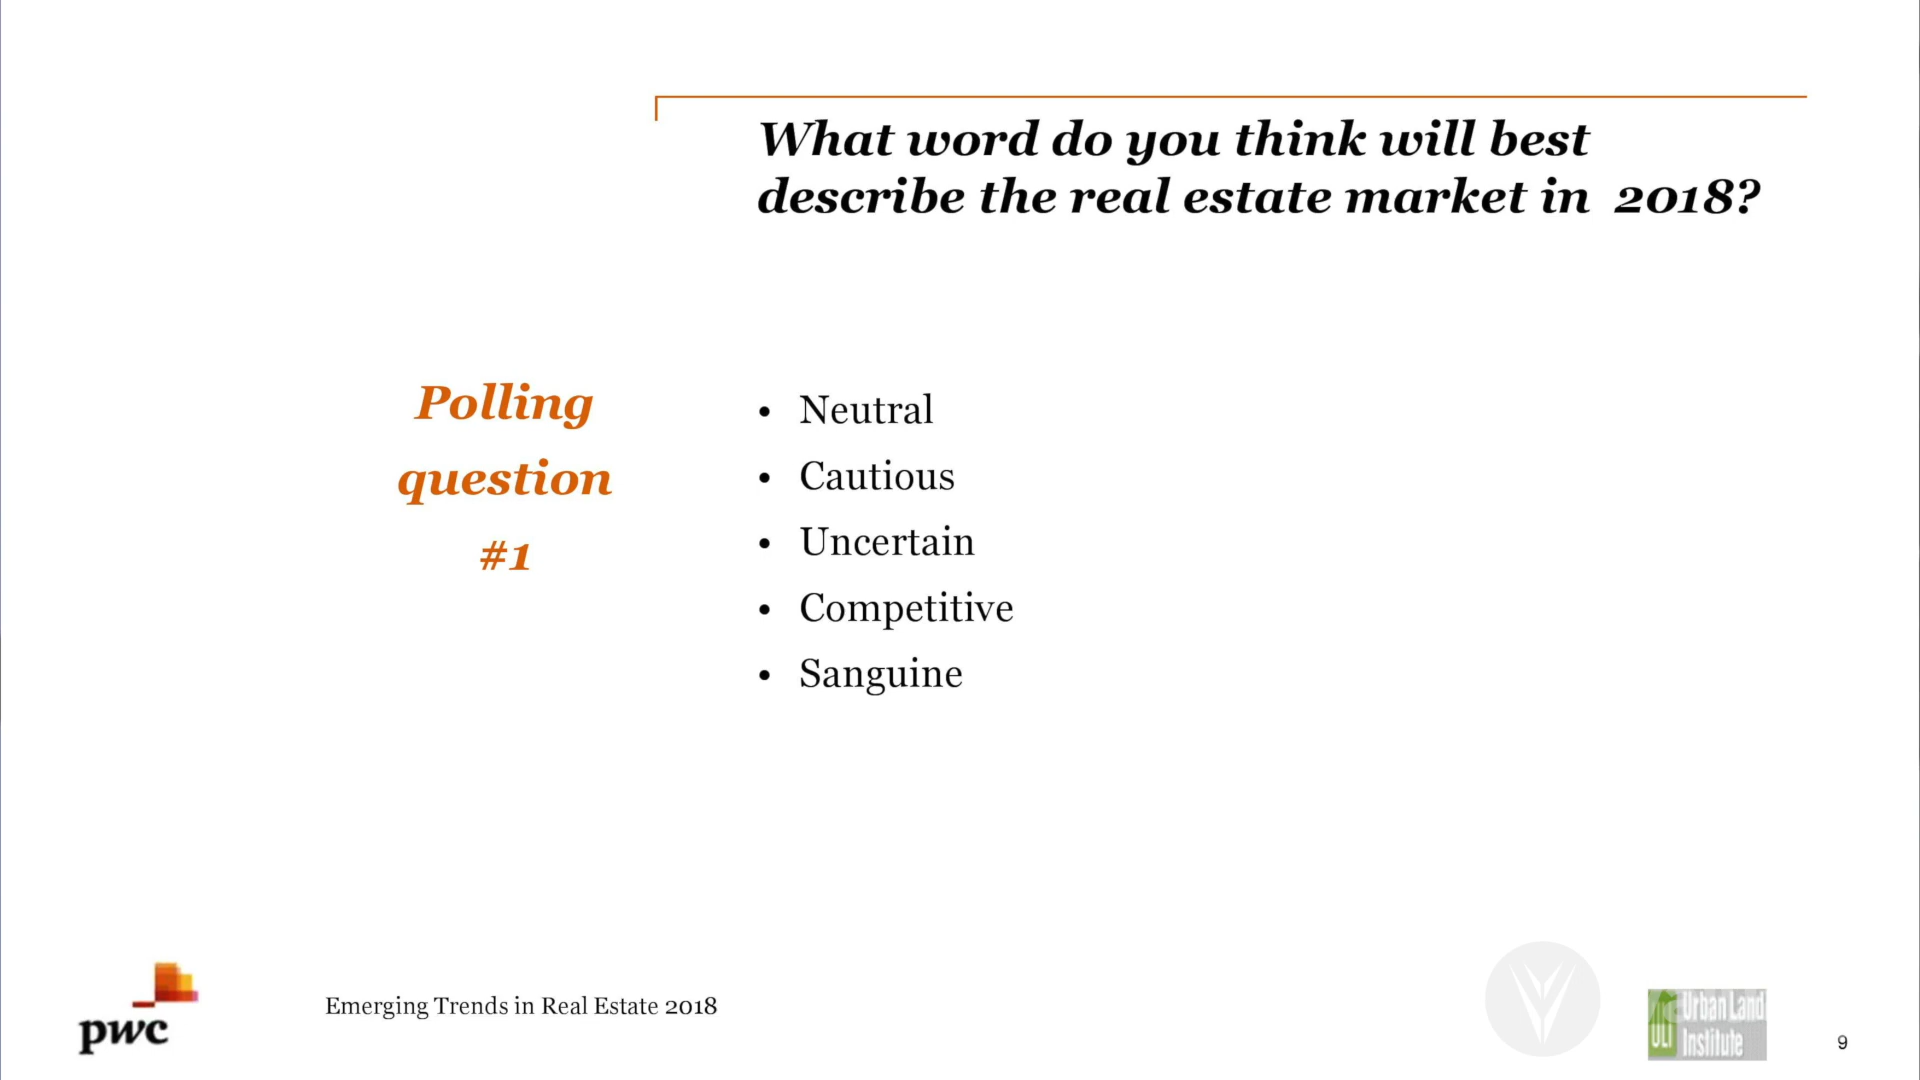 What word do you think will best
describe the real estate market in 2018?
Polling
question
#1
• Neutral
• Cautious
• Uncertain
• Competitive
• Sanguine
pwc
Emerging Trends in Real Estate 2018
ULI
Urban Land
Institute
9